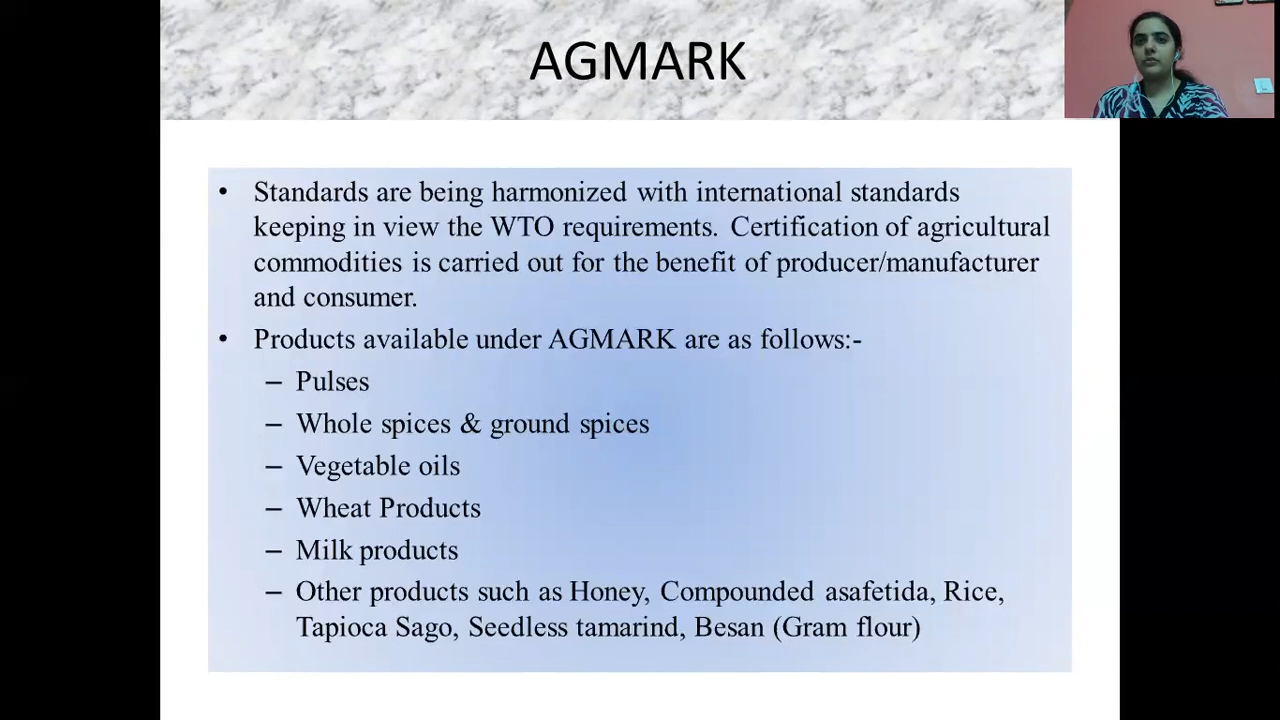 AGMARK
• Standards are being harmonized with international standards
keeping in view the WTO requirements. Certification of agricultural
commodities is carried out for the benefit of producer/manufacturer
and consumer.
• Products available under AGMARK are as follows:-
– Pulses
– Whole spices & ground spices
– Vegetable oils
– Wheat Products
– Milk products
– Other products such as Honey, Compounded asafetida, Rice,
Tapioca Sago, Seedless tamarind, Besan (Gram flour)